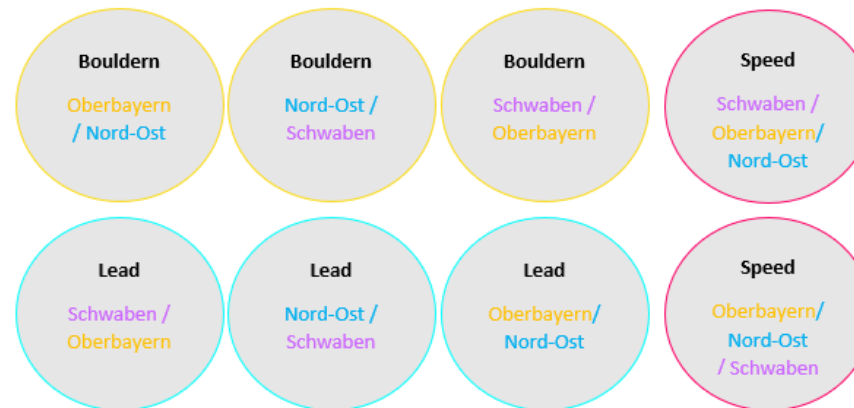 Bouldern
Oberbayern
/ Nord-Ost
Bouldern
Nord-Ost /
Schwaben
Bouldern
Schwaben /
Oberbayern
Speed
Schwaben /
Oberbayern/
Nord-Ost
Lead
Schwaben /
Oberbayern
Lead
Nord-Ost /
Schwaben
Lead
Oberbayern/
Nord-Ost
Speed
Oberbayern/
Nord-Ost
/ Schwaben